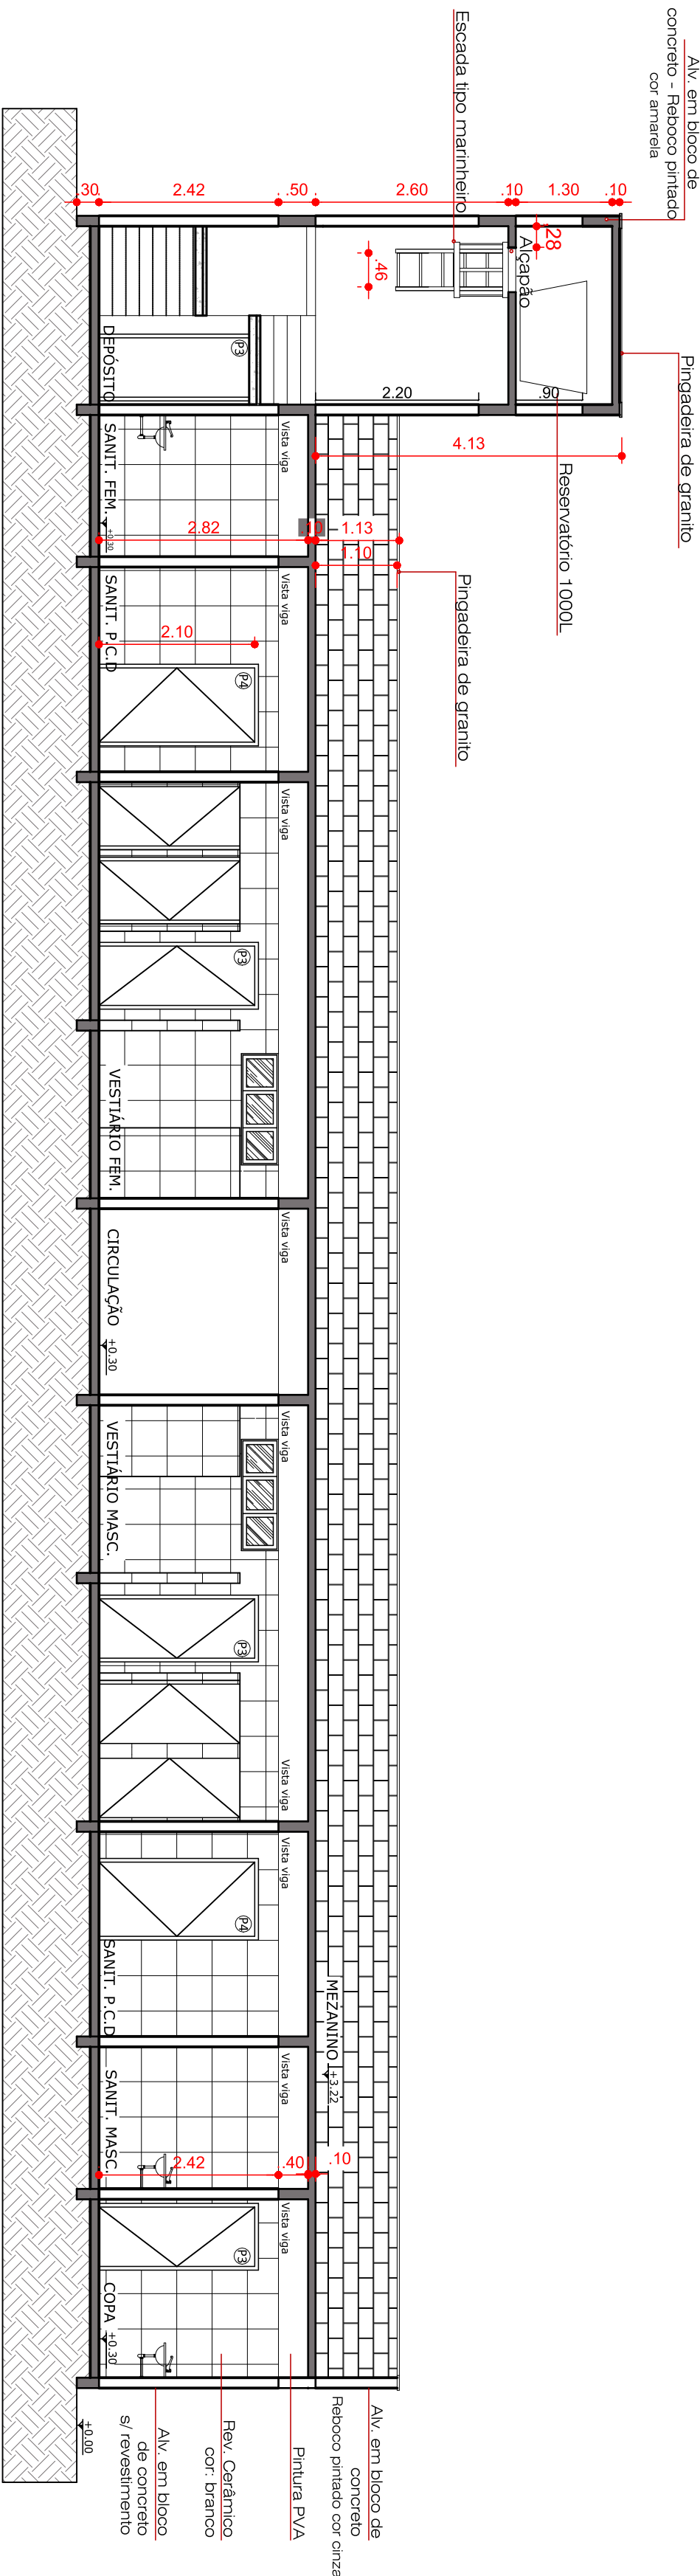 Alv. em bloco de
concreto - Reboco pintado
cor amarela
Pingadeira de granito
Escada tipo marinheiro
Alçapão
Reservatório 1000L
Pingadeira de granito
.30
2.42
.50
2.60
.10
1.30
.10
.28
.46
2.20
.90
4.13
2.82
.10
1.13
1.10
2.10
DEPÓSITO
P3
SANIT. FEM.
+0.30
Vista viga
SANIT. P.C.D
P4
Vista viga
VESTIÁRIO FEM.
P3
Vista viga
CIRCULAÇÃO
+0.30
Vista viga
VESTIÁRIO MASC.
P3
Vista viga
Vista viga
SANIT. P.C.D
P4
Vista viga
MEZANINO
+3.22
SANIT. MASC.
Vista viga
2.42
.40
.10
COPA
+0.30
P3
Vista viga
Alv. em bloco de
concreto
Reboco pintado cor cinza
Pintura PVA
Rev. Cerâmico
cor: branco
Alv. em bloco
de concreto
s/ revestimento
+0.00